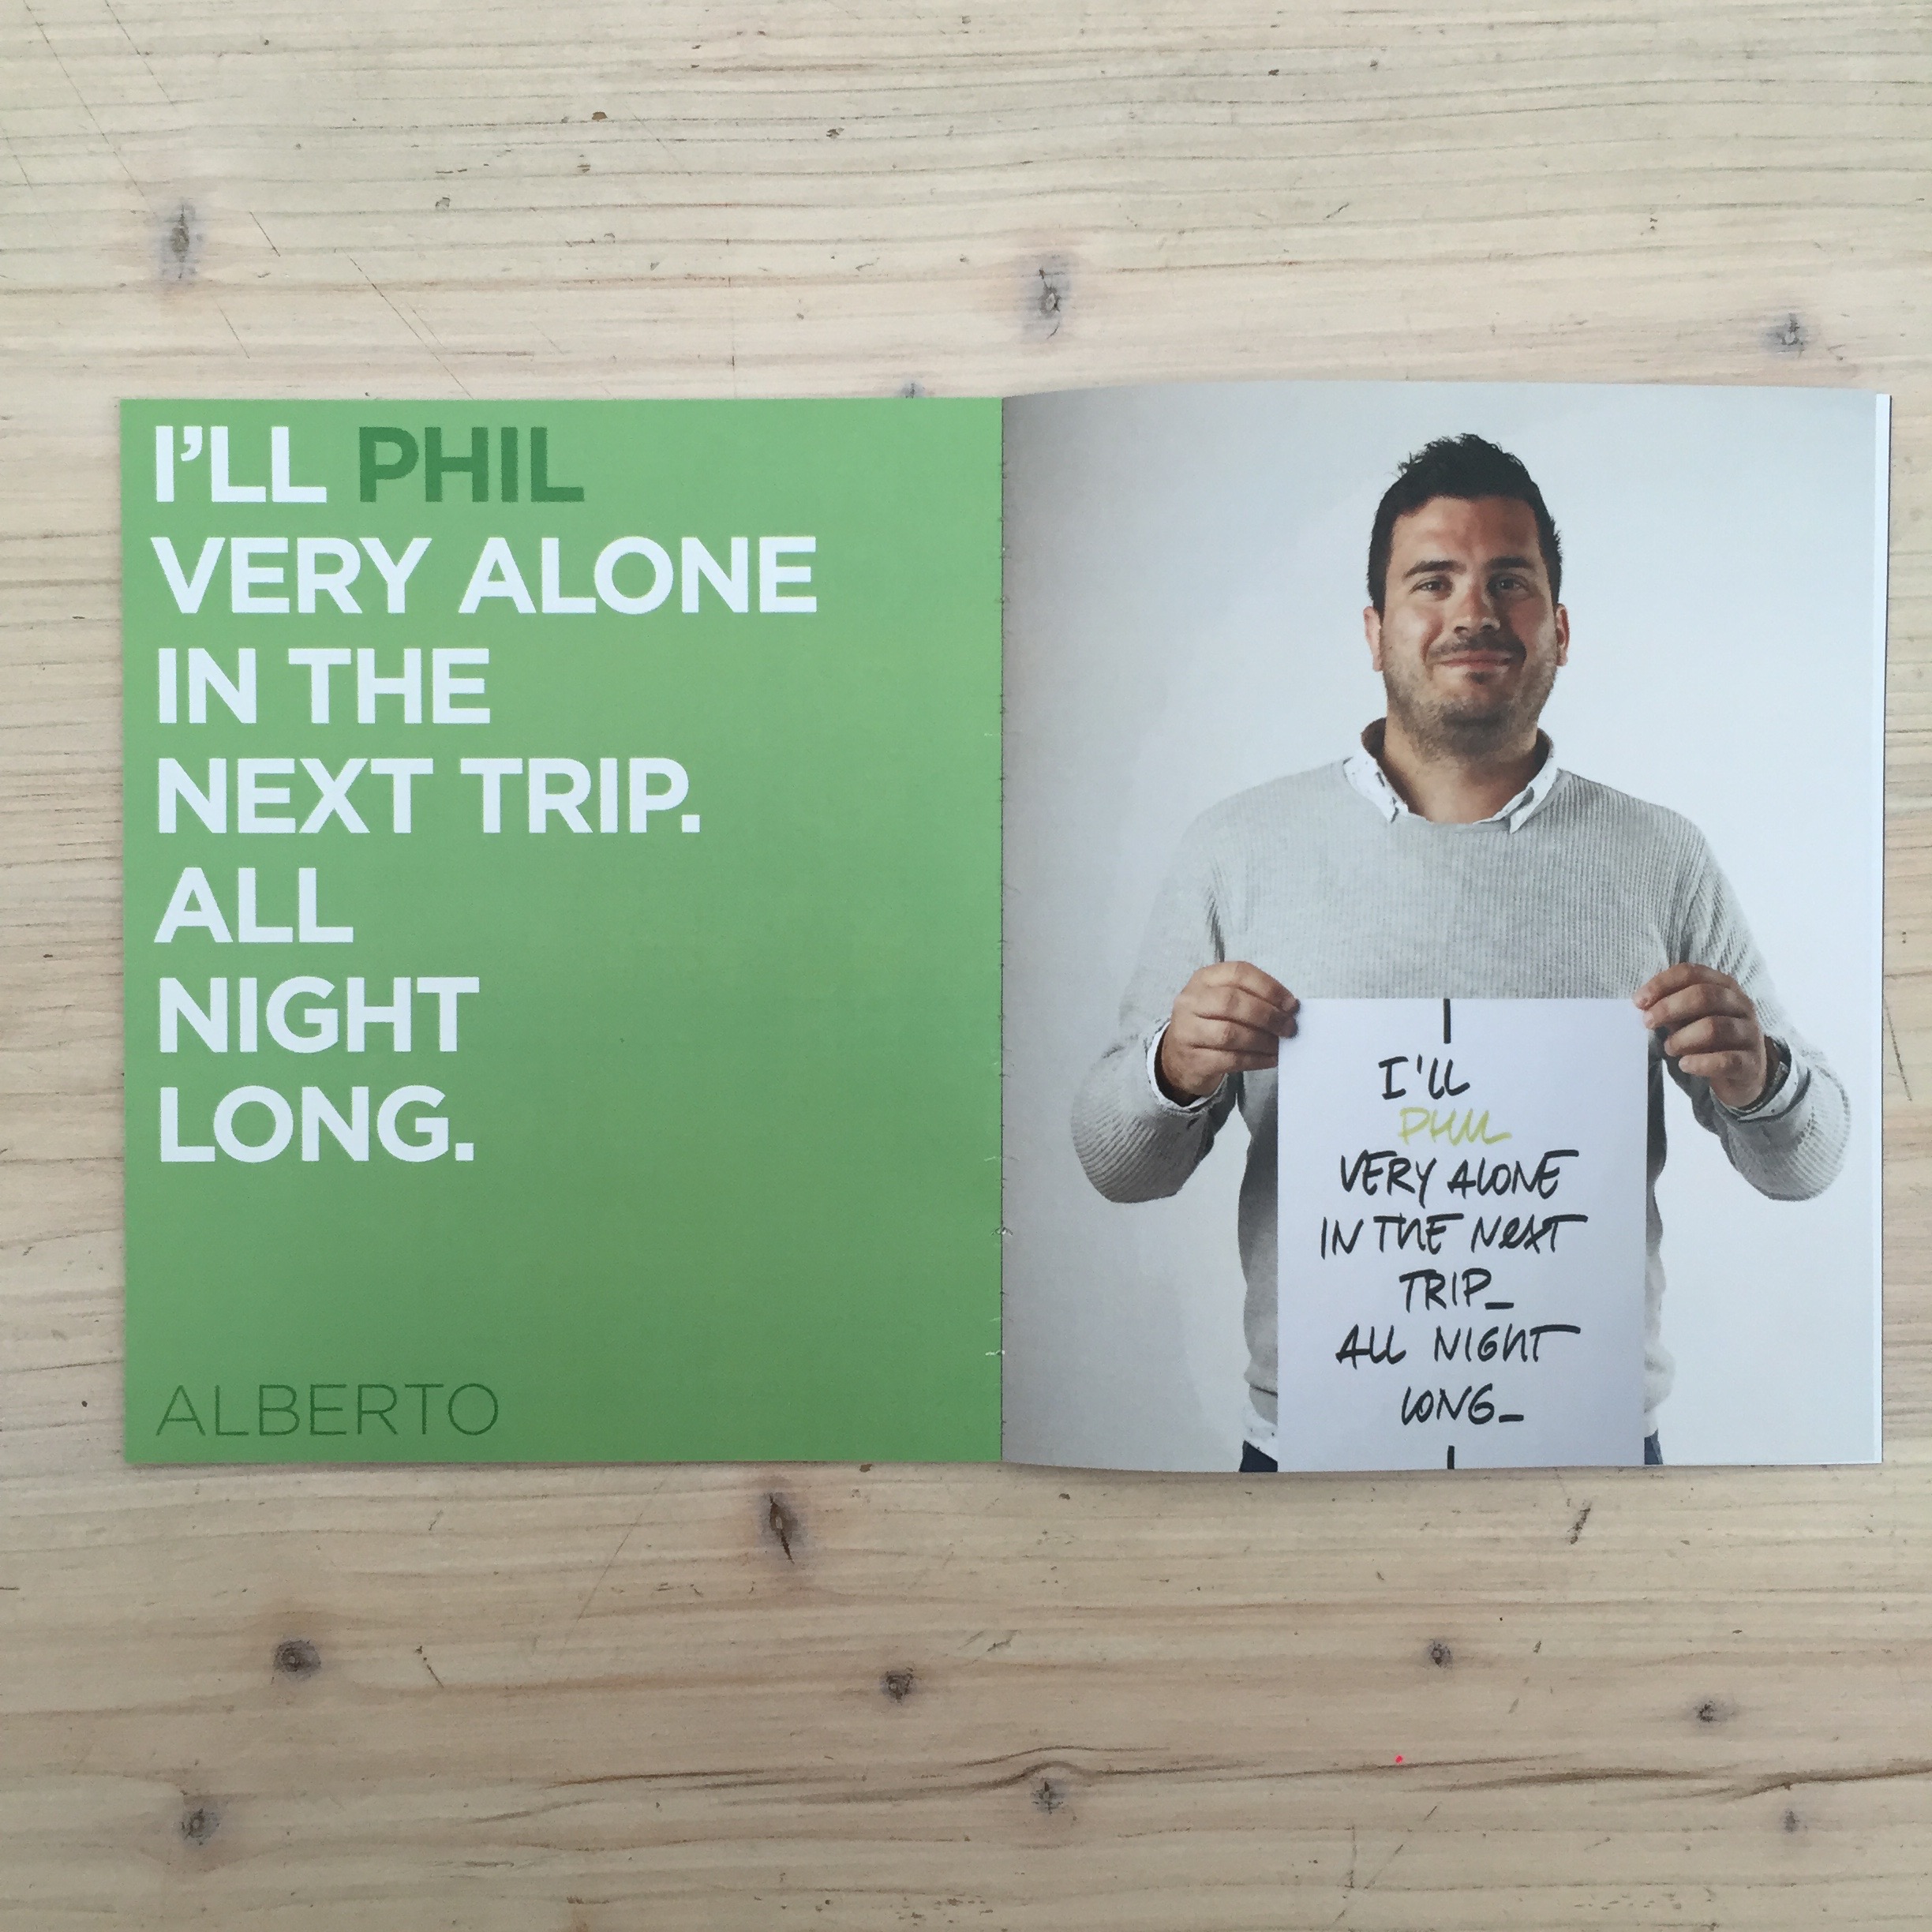 I'LL PHIL
VERY ALONE
IN THE
NEXT TRIP.
ALL
NIGHT
LONG.
ALBERTO
I'LL
PHIL
VERY ALONE
IN THE NEXT
TRIP_
ALL NIGHT
LONG_